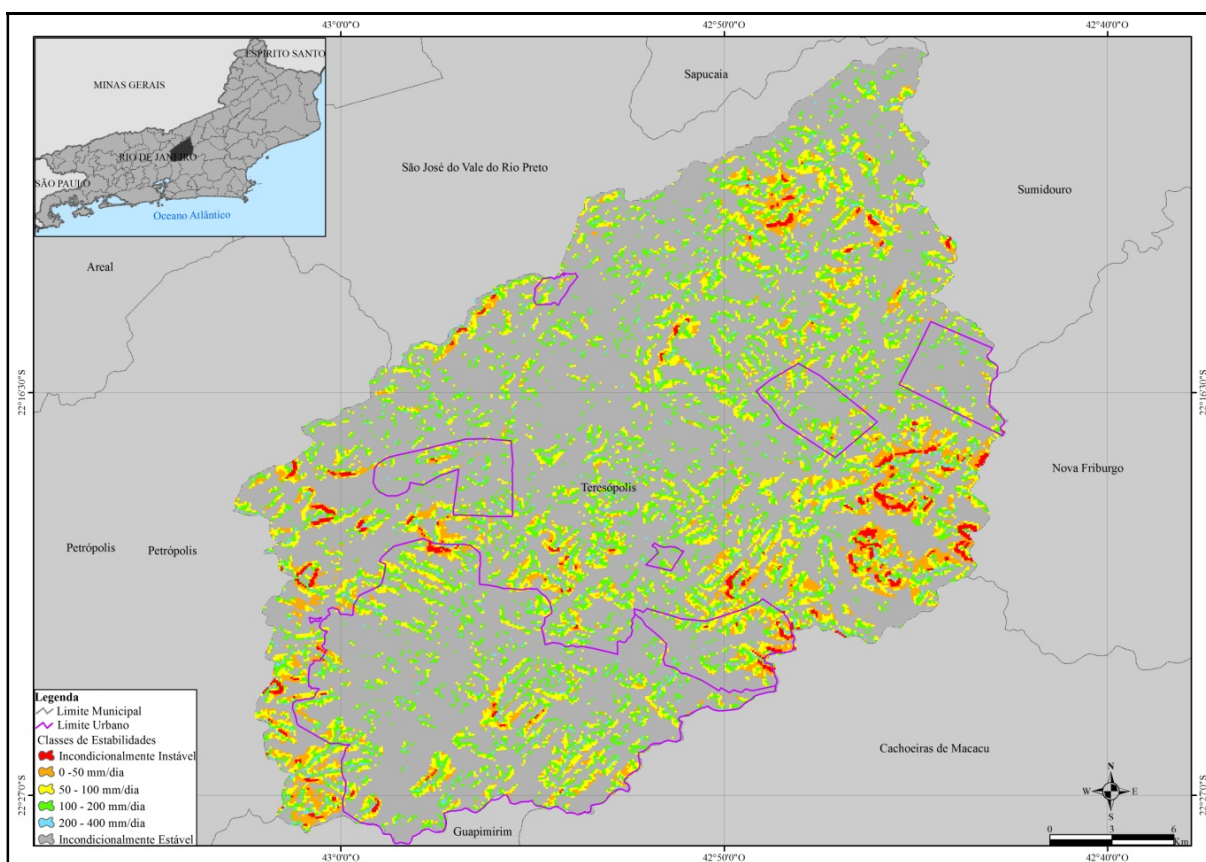 43°0'0"O
42°50'0"O
42°40'0"O
ESPÍRITO SANTO
MINAS GERAIS
RIO DE JANEIRO
SÃO PAULO
Oceano Atlântico
Sapucaia
São José do Vale do Rio Preto
Sumidouro
Areal
22°16'30"S
22°16'30"S
Nova Friburgo
Teresópolis
Petrópolis
Petrópolis
Cachoeiras de Macacu
Guapimirim
Legenda
Limite Municipal
Limite Urbano
Classes de Estabilidades
Incondicionalmente Instável
0 -50 mm/dia
50 - 100 mm/dia
100 - 200 mm/dia
200 - 400 mm/dia
Incondicionalmente Estável
22°27'0"S
22°27'0"S
N
W
E
S
0
3
6
Km
43°0'0"O
42°50'0"O
42°40'0"O